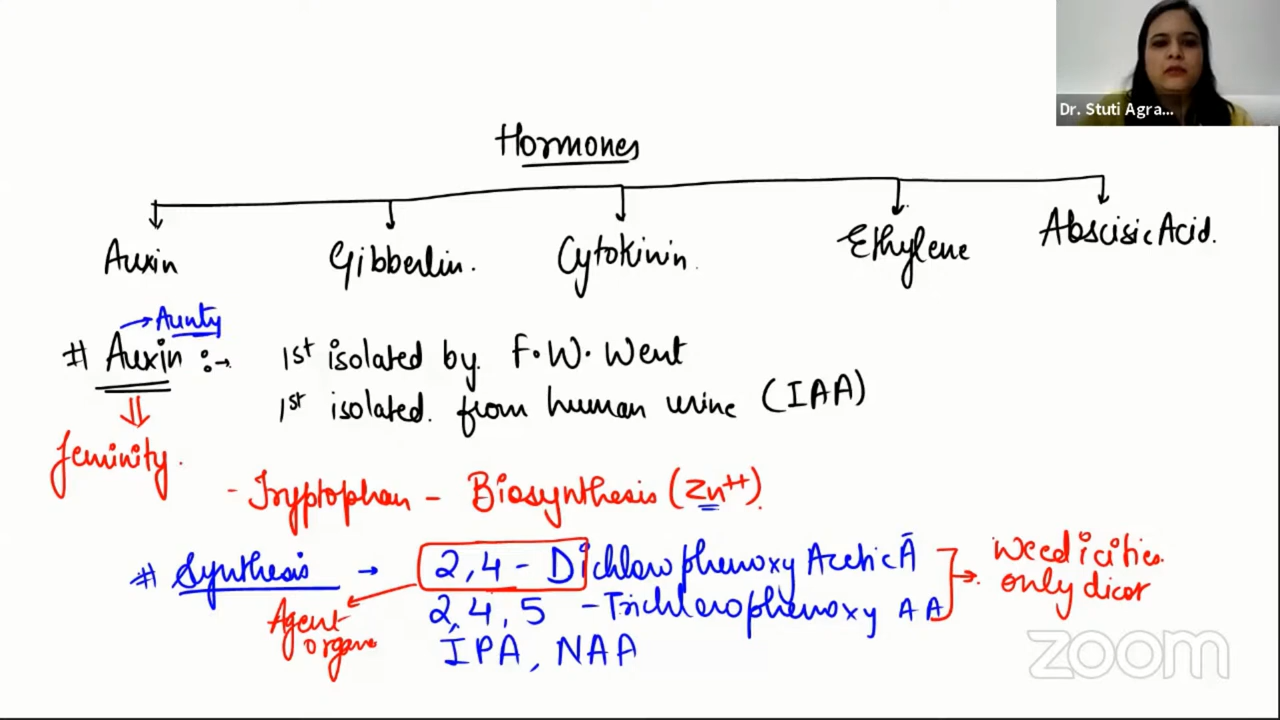 Dr. Stuti Agra...
Hormones
Auxin Gibberlin. Cytokinin. Ethylene Abscisic Acid.
→ Aunty
# Auxin :→ 1st isolated by F.W. Went
1st isolated. from human urine (IAA)
feminity.
- Tryptophan - Biosynthesis (Zn++).
# Synthesis → 2,4 - Dichlorophenoxy Acetic A
2,4,5 - Trichlorophenoxy A A
IPA, NAA
Agent
organe
Weedicities.
only dicot
zoom